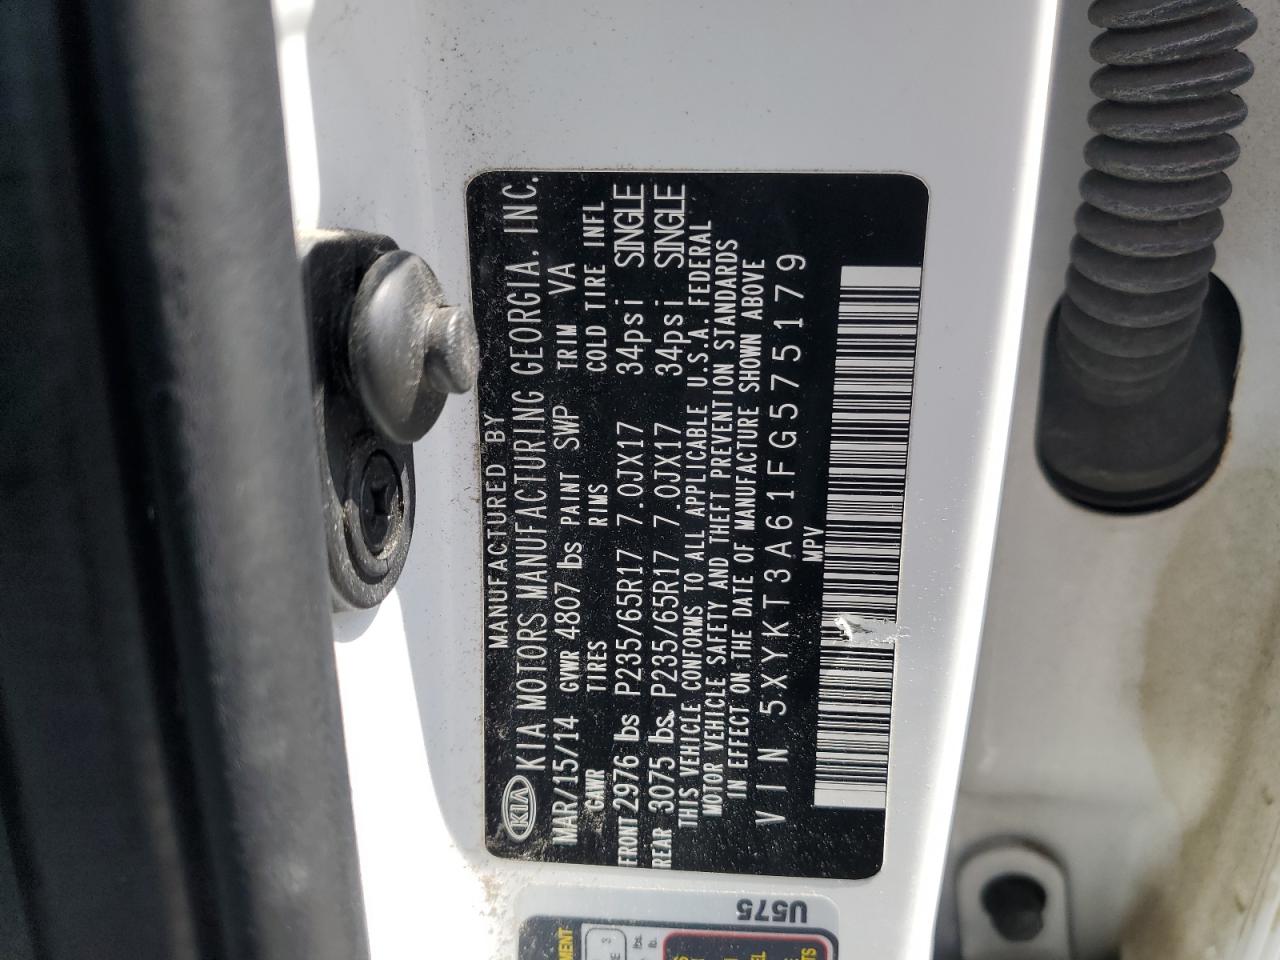 MANUFACTURED BY
KIA KIA MOTORS MANUFACTURING GEORGIA, INC.
MAR/15/14 GVWR 4807 lbs PAINT SWP TRIM VA
GAWR TIRES RIMS COLD TIRE INFL
FRONT 2976 lbs P235/65R17 7.0JX17 34psi SINGLE
REAR 3075 lbs. P235/65R17 7.0JX17 34psi SINGLE
THIS VEHICLE CONFORMS TO ALL APPLICABLE U.S.A. FEDERAL
MOTOR VEHICLE SAFETY AND THEFT PREVENTION STANDARDS
IN EFFECT ON THE DATE OF MANUFACTURE SHOWN ABOVE
VIN 5XYKT3A61FG575179
MPV
U575